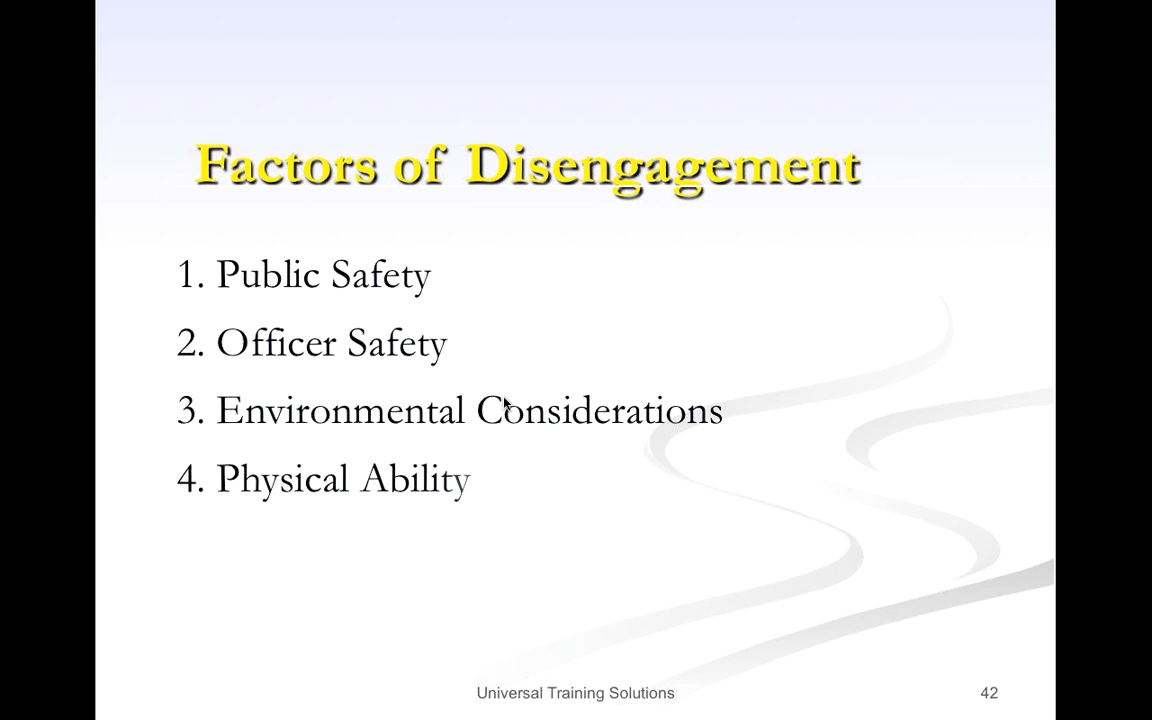 Factors of Disengagement
1. Public Safety
2. Officer Safety
3. Environmental Considerations
4. Physical Ability
Universal Training Solutions
42